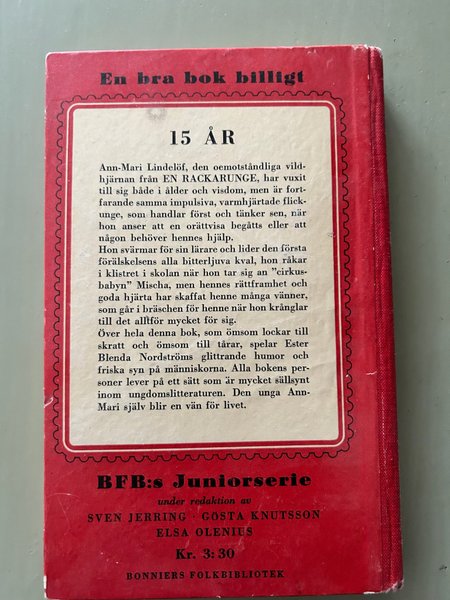 En bra bok billigt
15 ÅR
Ann-Mari Lindelöf, den oemotståndliga vild-
hjärnan från EN RACKARUNGE, har vuxit
till sig både i ålder och visdom, men är fort-
farande samma impulsiva, varmhjärtade flick-
unge, som handlar först och tänker sen, när
hon anser att en orättvisa begåtts eller att
någon behöver hennes hjälp.
Hon svärmar för sin lärare och lider den första
förälskelsens alla bitterljuva kval, hon råkar
i klistret i skolan när hon tar sig an "cirkus-
babyn" Mischa, men hennes rättframhet och
goda hjärta har skaffat henne många vänner,
som går i bräschen för henne när hon krånglar
till det alltför mycket för sig.
Över hela denna bok, som ömsom lockar till
skratt och ömsom till tårar, spelar Ester
Blenda Nordströms glittrande humor och
friska syn på människorna. Alla bokens per-
soner lever på ett sätt som är mycket sällsynt
inom ungdomslitteraturen. Den unga Ann-
Mari själv blir en vän för livet.
BFB:s Juniorserie
under redaktion av
SVEN JERRING · GÖSTA KNUTSSON
ELSA OLENIUS
Kr. 3:30
BONNIERS FOLKBIBLIOTEK